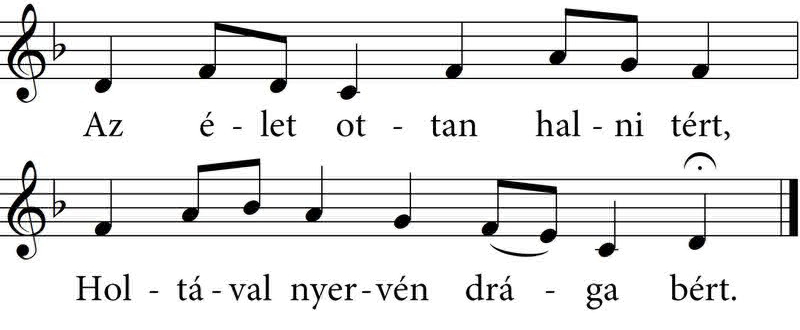 Az é - let ot - tan hal - ni tért,
Hol - tá - val nyer - vén drá - ga bért.